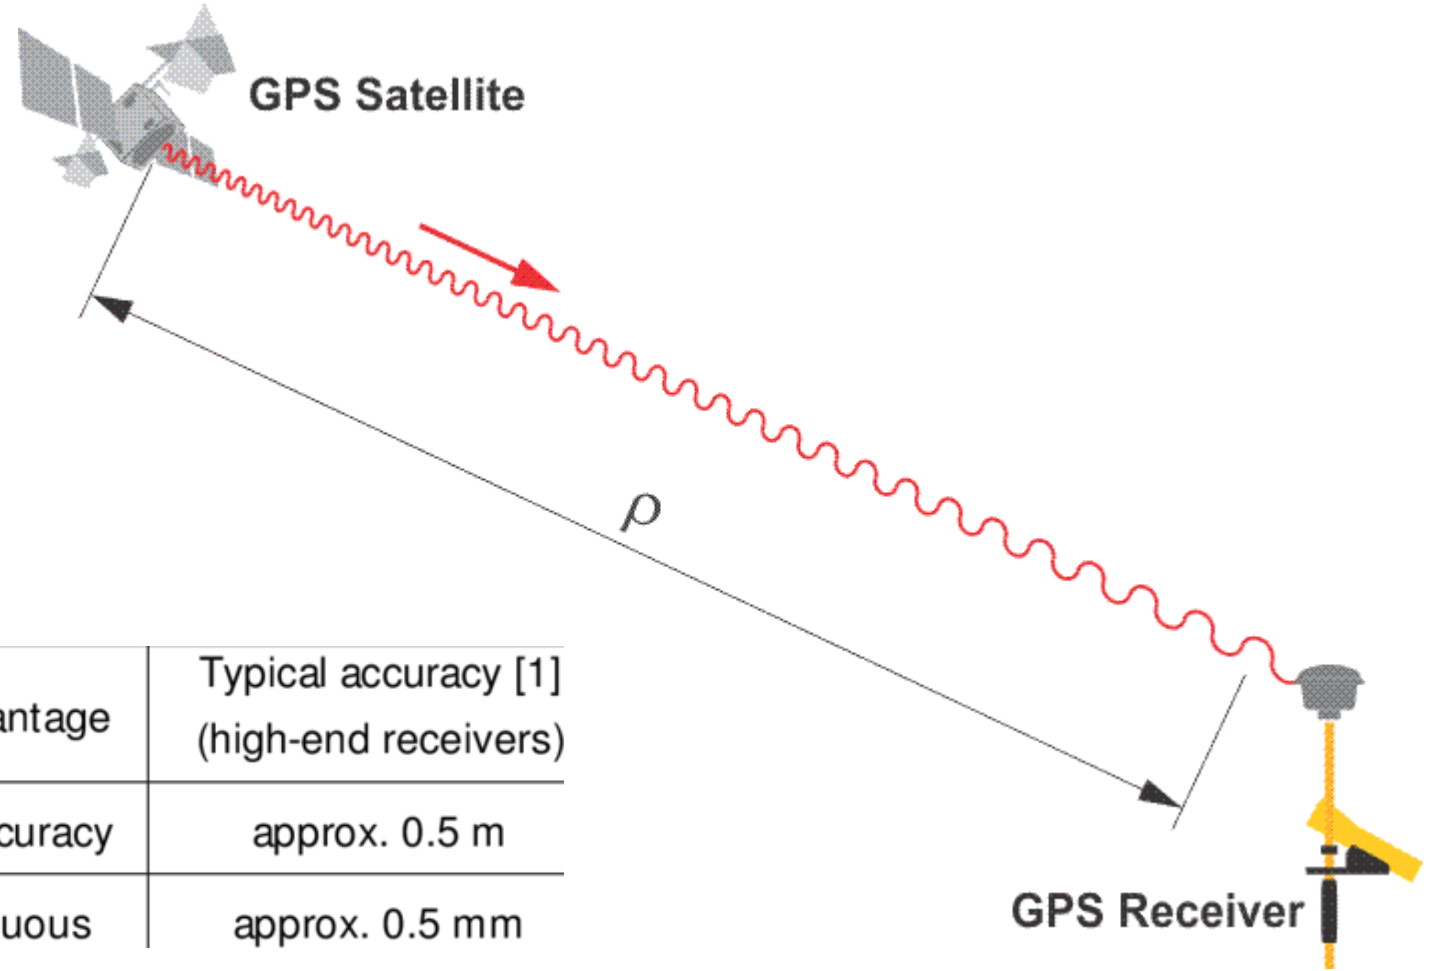 GPS Satellite
ρ
Typical accuracy [1]
(high-end receivers)
antage
curacy
approx. 0.5 m
uous
approx. 0.5 mm
GPS Receiver